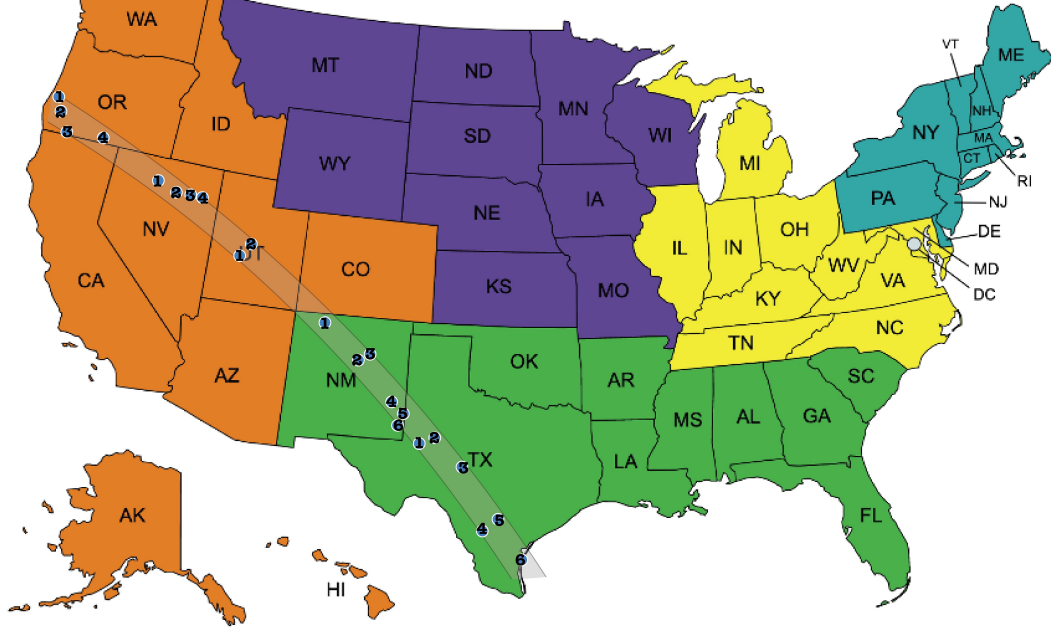 WA
VT
ME
MT
ND
OR
1
2
3
4
ID
MN
WI
NH
NY
MA
SD
CT
RI
MI
WY
1
2
3
4
PA
NJ
NE
IA
NV
OH
DE
UT
1
2
IL
IN
CO
WV
MD
CA
KS
MO
KY
VA
DC
1
NC
TN
2
3
OK
AZ
NM
AR
SC
4
5
6
MS
AL
GA
1
2
TX
3
LA
AK
4
5
FL
6
HI